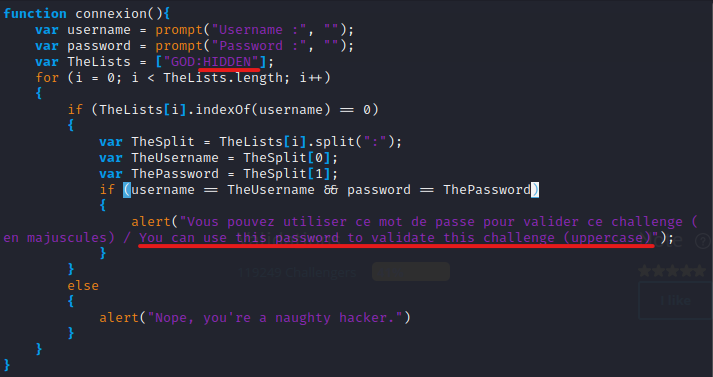 function connexion(){
var username = prompt("Username :", "");
var password = prompt("Password :", "");
var TheLists = ["GOD:HIDDEN"];
for (i = 0; i < TheLists.length; i++)
{
if (TheLists[i].indexOf(username) == 0)
{
var TheSplit = TheLists[i].split(":");
var TheUsername = TheSplit[0];
var ThePassword = TheSplit[1];
if (username == TheUsername && password == ThePassword)
{
alert("Vous pouvez utiliser ce mot de passe pour valider ce challenge (
en majuscules) / You can use this password to validate this challenge (uppercase)");
}
}
else
{
alert("Nope, you're a naughty hacker.")
}
}
}